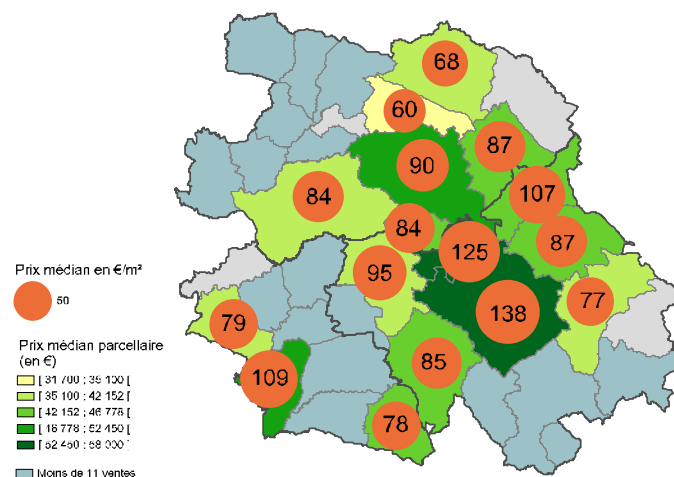 68
60
87
90
107
84
84
87
125
95
77
138
79
85
109
78
Prix médian en €/m²
50
Prix médian parcellaire
(en €)
[ 31 700 ; 35 100 [
[ 35 100 ; 42 152 [
[ 42 152 ; 46 778 [
[ 46 778 ; 52 450 [
[ 52 450 ; 58 000 [
Moins de 11 ventes